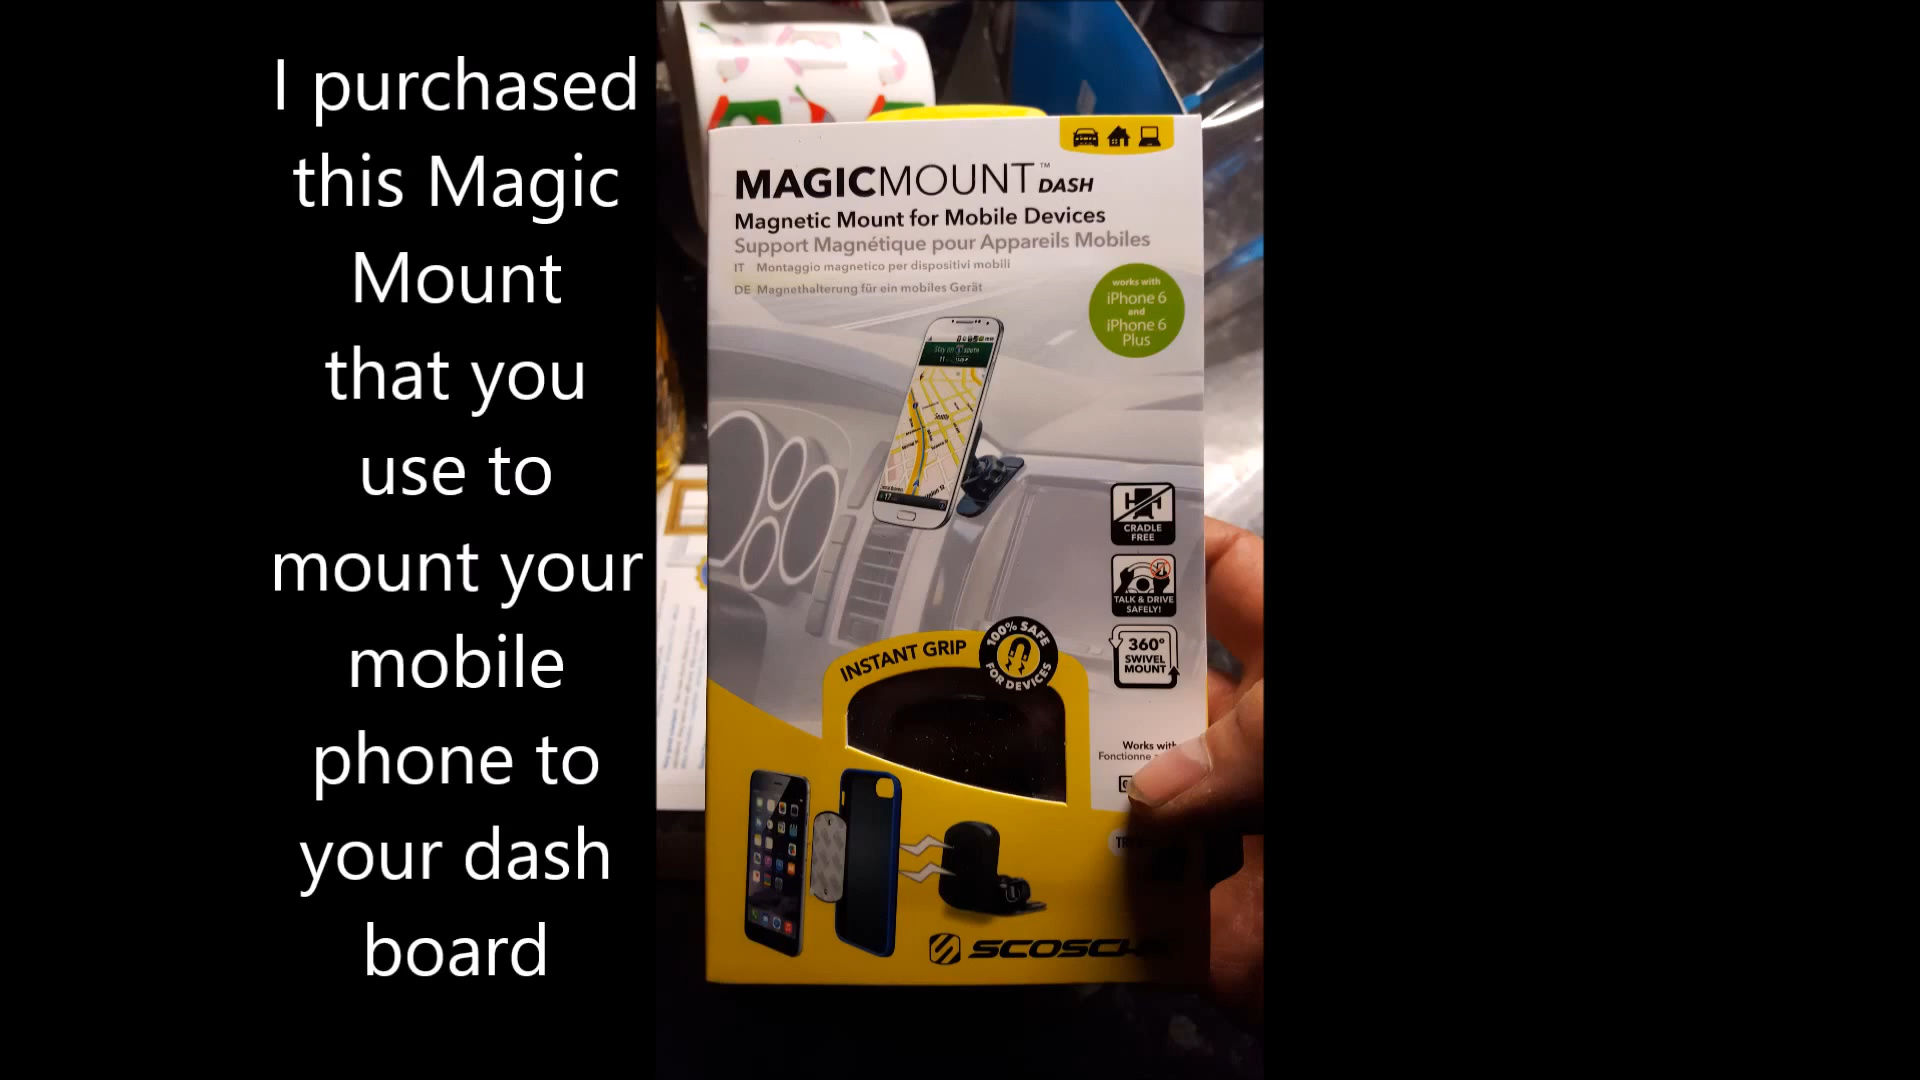 I purchased
this Magic
Mount
that you
use to
mount your
mobile
phone to
your dash
board
MAGICMOUNT™ DASH
Magnetic Mount for Mobile Devices
Support Magnétique pour Appareils Mobiles
IT Montaggio magnetico per dispositivi mobili
DE Magnethalterung für ein mobiles Gerät
works with
iPhone 6
and
iPhone 6
Plus
CRADLE
FREE
TALK & DRIVE
SAFELY!
360°
SWIVEL
MOUNT
INSTANT GRIP
100% SAFE
FOR DEVICES
Works with
Fonctionne